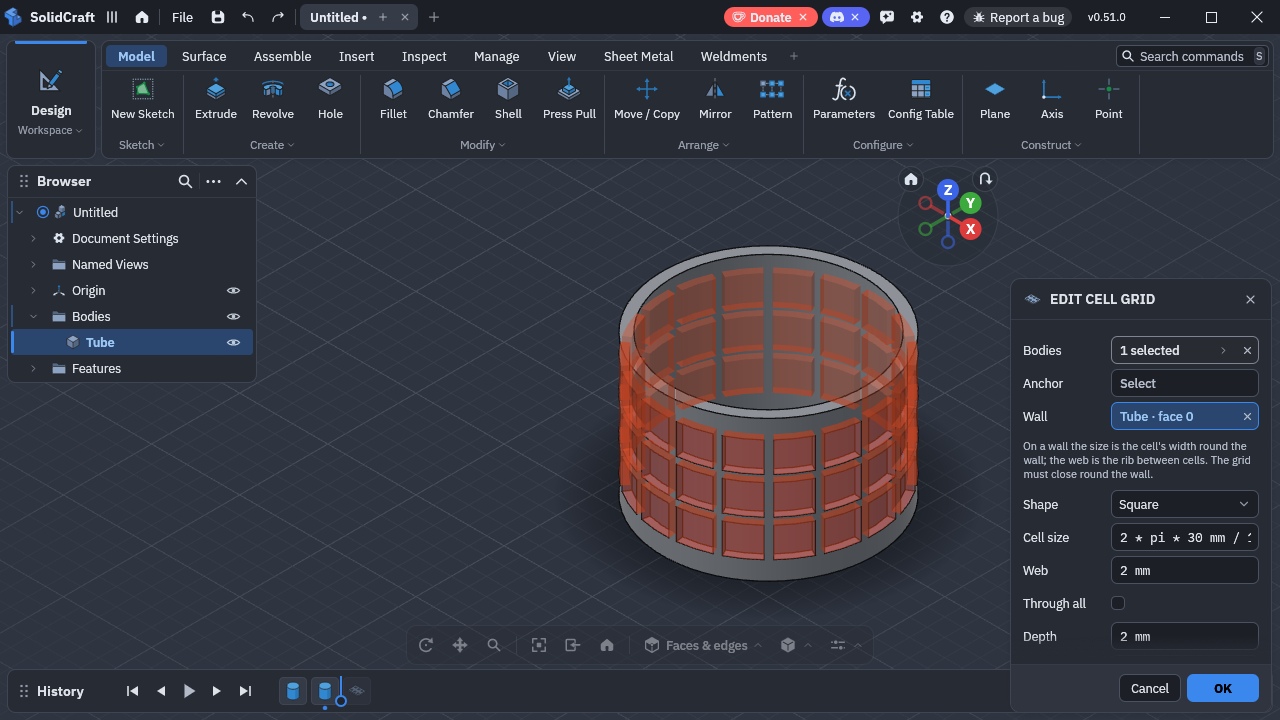 SolidCraft
File
Untitled •
Donate
Report a bug
v0.51.0
Design
Workspace
Model
Surface
Assemble
Insert
Inspect
Manage
View
Sheet Metal
Weldments
Search commands
S
New Sketch
Extrude
Revolve
Hole
Fillet
Chamfer
Shell
Press Pull
Move / Copy
Mirror
Pattern
Parameters
Config Table
Plane
Axis
Point
Sketch
Create
Modify
Arrange
Configure
Construct
Browser
Untitled
Document Settings
Named Views
Origin
Bodies
Tube
Features
Z
Y
X
EDIT CELL GRID
Bodies
1 selected
Anchor
Select
Wall
Tube · face 0
On a wall the size is the cell's width round the
wall; the web is the rib between cells. The grid
must close round the wall.
Shape
Square
Cell size
2 * pi * 30 mm /
Web
2 mm
Through all
Depth
2 mm
Cancel
OK
Faces & edges
History